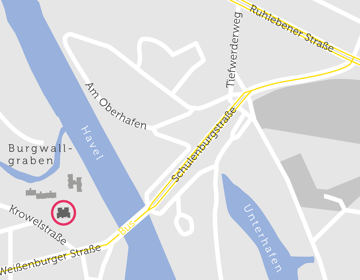 Ruhlebener Straße
Tiefwerderweg
Am Oberhafen
Havel
Schulenburgstraße
Burgwall-
graben
Krowelstraße
Unterhafen
Weißenburger Straße